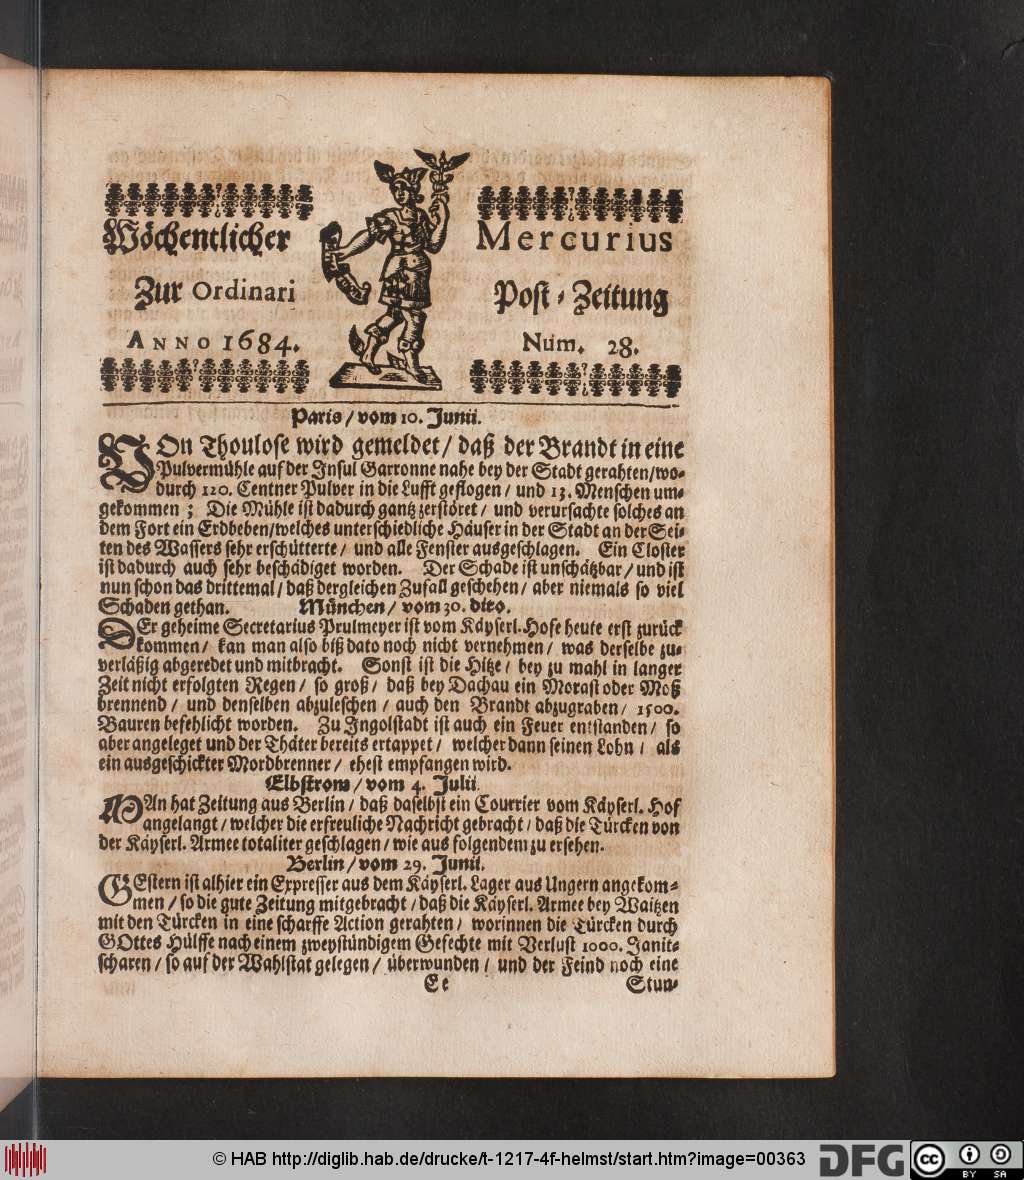 Wöchentlicher Mercurius
Zur Ordinari Post-Zeitung
ANNO 1684. Num. 28.
Paris/ vom 10. Junii.
VOn Thoulose wird gemeldet/ daß der Brandt in eine
Pulvermühle auf der Insul Garronne nahe bey der Stadt gerahten/wo-
durch 120. Centner Pulver in die Lufft geflogen/ und 13. Menschen um-
gekommen; Die Mühle ist dadurch gantz zerstöret/ und verursachte solches an
dem Fort ein Erdbeben/welches unterschiedliche Häuser in der Stadt an der Sei-
ten des Wassers sehr erschütterte/ und alle Fenster ausgeschlagen. Ein Closter
ist dadurch auch sehr beschädiget worden. Der Schade ist unschätzbar/ und ist
nun schon das drittemal/ daß dergleichen Zufall geschehen/ aber niemals so viel
Schaden gethan. München/ vom 30. dito.
DEr geheime Secretarius Prulmeyer ist vom Käyserl. Hofe heute erst zurück
kommen/ kan man also biß dato noch nicht vernehmen/ was derselbe zu-
verläßig abgeredet und mitbracht. Sonst ist die Hitze/ bey zu mahl in langer
Zeit nicht erfolgten Regen/ so groß/ daß bey Dachau ein Morast oder Moß
brennend/ und denselben abzuleschen/ auch den Brandt abzugraben/ 1500.
Bauren befehlicht worden. Zu Ingolstadt ist auch ein Feuer entstanden/ so
aber angeleget und der Thäter bereits ertappet/ welcher dann seinen Lohn/ als
ein ausgeschickter Mordbrenner/ ehest empfangen wird.
Elbstrom/ vom 4. Julii.
MAn hat Zeitung aus Berlin/ daß daselbst ein Courrier vom Käyserl. Hof
angelangt/ welcher die erfreuliche Nachricht gebracht/ daß die Türcken von
der Käyserl. Armee totaliter geschlagen/ wie aus folgendem zu ersehen.
Berlin/ vom 29. Junii.
GEstern ist alhier ein Expresser aus dem Käyserl. Lager aus Ungern angekom-
men/ so die gute Zeitung mitgebracht/ daß die Käyserl. Armee bey Waitzen
mit den Türcken in eine scharffe Action gerahten/ worinnen die Türcken durch
GOttes Hülffe nach einem zweystündigem Gefechte mit Verlust 1000. Janit-
scharen/ so auf der Wahlstat gelegen/ überwunden/ und der Feind noch eine
Ee Stun-
© HAB http://diglib.hab.de/drucke/t-1217-4f-helmst/start.htm?image=00363 DFG cc BY SA